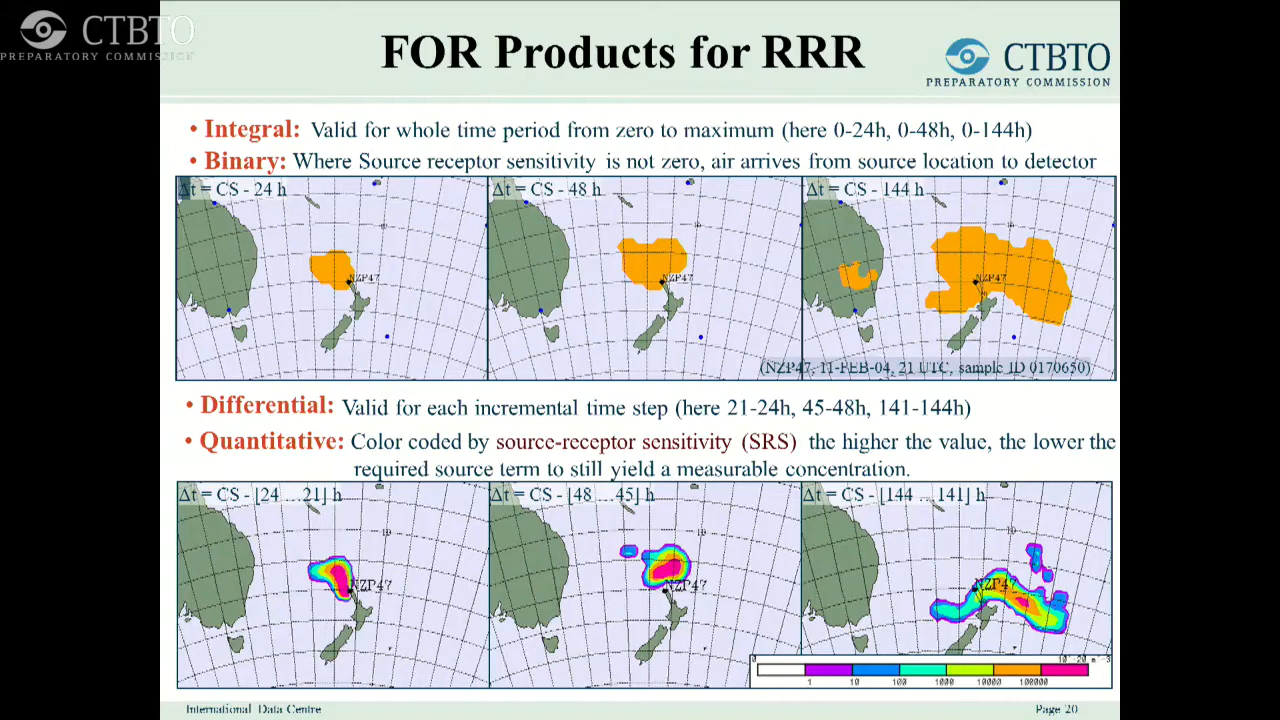 CTBTO
PREPARATORY COMMISSION
FOR Products for RRR
CTBTO
PREPARATORY COMMISSION
• Integral: Valid for whole time period from zero to maximum (here 0-24h, 0-48h, 0-144h)
• Binary: Where Source receptor sensitivity is not zero, air arrives from source location to detector
Δt = CS - 24 h
Δt = CS - 48 h
Δt = CS - 144 h
NZP47
NZP47
NZP47
(NZP47, 11-FEB-04, 21 UTC, sample ID 0170650)
• Differential: Valid for each incremental time step (here 21-24h, 45-48h, 141-144h)
• Quantitative: Color coded by source-receptor sensitivity (SRS) the higher the value, the lower the
required source term to still yield a measurable concentration.
Δt = CS - [24 ...21] h
Δt = CS - [48 ...45] h
Δt = CS - [144 ...141] h
10
10
10
NZP47
NZP47
NZP47
0
1 10 100 1000 10000 100000
International Data Centre
Page 20